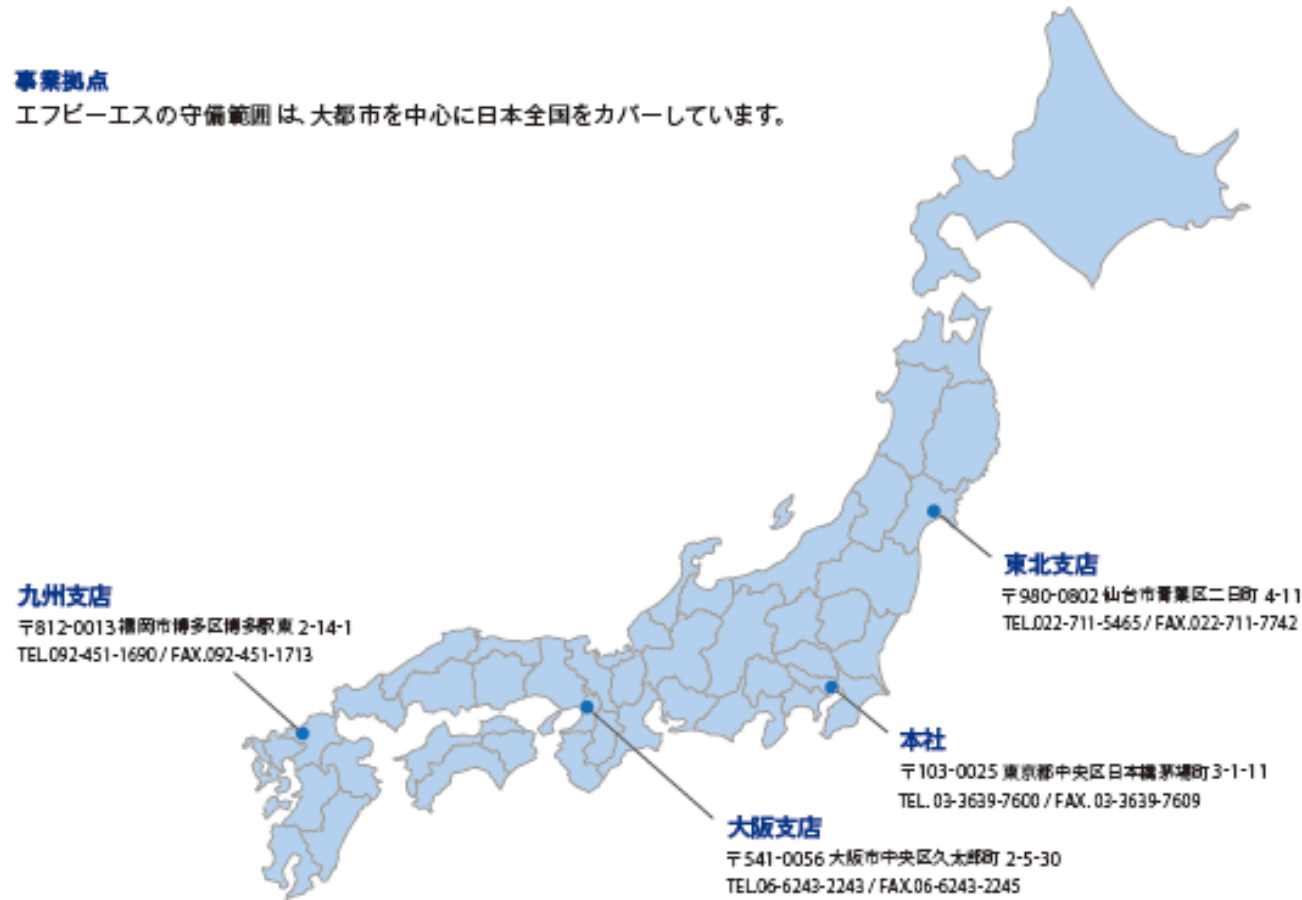 事業拠点
エフビーエスの守備範囲は、大都市を中心に日本全国をカバーしています。
東北支店
〒980-0802 仙台市青葉区二日町 4-11
TEL.022-711-5465 / FAX.022-711-7742
九州支店
〒812-0013 福岡市博多区博多駅東 2-14-1
TEL.092-451-1690 / FAX.092-451-1713
本社
〒103-0025 東京都中央区日本橋茅場町 3-1-11
TEL. 03-3639-7600 / FAX. 03-3639-7609
大阪支店
〒541-0056 大阪市中央区久太郎町 2-5-30
TEL.06-6243-2243 / FAX.06-6243-2245